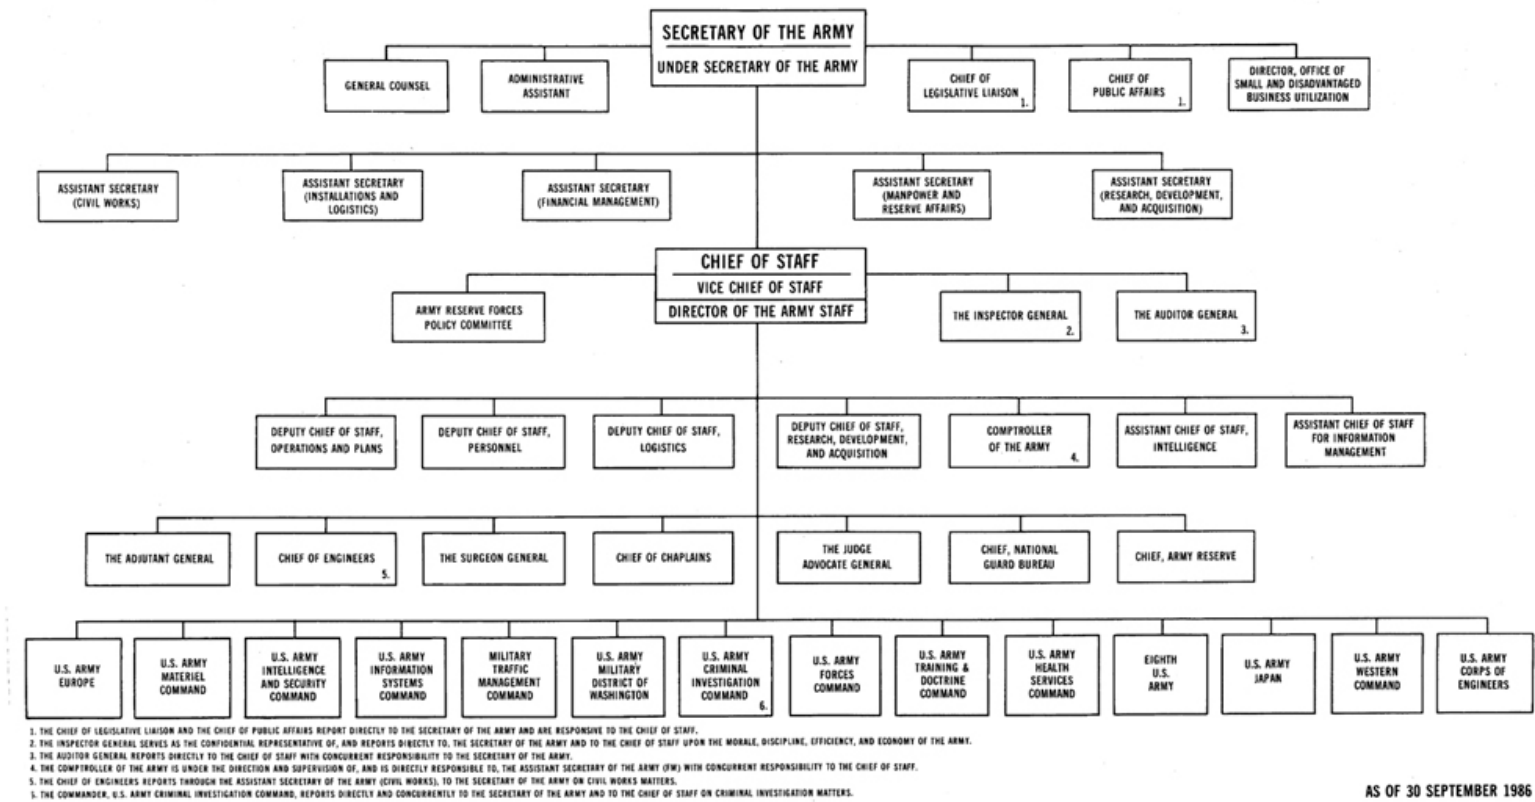 SECRETARY OF THE ARMY
UNDER SECRETARY OF THE ARMY
GENERAL COUNSEL
ADMINISTRATIVE
ASSISTANT
CHIEF OF
LEGISLATIVE LIAISON
1.
CHIEF OF
PUBLIC AFFAIRS
1.
DIRECTOR, OFFICE OF
SMALL AND DISADVANTAGED
BUSINESS UTILIZATION
ASSISTANT SECRETARY
(CIVIL WORKS)
ASSISTANT SECRETARY
(INSTALLATIONS AND
LOGISTICS)
ASSISTANT SECRETARY
(FINANCIAL MANAGEMENT)
ASSISTANT SECRETARY
(MANPOWER AND
RESERVE AFFAIRS)
ASSISTANT SECRETARY
(RESEARCH, DEVELOPMENT,
AND ACQUISITION)
CHIEF OF STAFF
VICE CHIEF OF STAFF
DIRECTOR OF THE ARMY STAFF
ARMY RESERVE FORCES
POLICY COMMITTEE
THE INSPECTOR GENERAL
2.
THE AUDITOR GENERAL
3.
DEPUTY CHIEF OF STAFF,
OPERATIONS AND PLANS
DEPUTY CHIEF OF STAFF,
PERSONNEL
DEPUTY CHIEF OF STAFF,
LOGISTICS
DEPUTY CHIEF OF STAFF,
RESEARCH, DEVELOPMENT,
AND ACQUISITION
COMPTROLLER
OF THE ARMY
4.
ASSISTANT CHIEF OF STAFF,
INTELLIGENCE
ASSISTANT CHIEF OF STAFF
FOR INFORMATION
MANAGEMENT
THE ADJUTANT GENERAL
CHIEF OF ENGINEERS
5.
THE SURGEON GENERAL
CHIEF OF CHAPLAINS
THE JUDGE
ADVOCATE GENERAL
CHIEF, NATIONAL
GUARD BUREAU
CHIEF, ARMY RESERVE
U.S. ARMY
EUROPE
U.S. ARMY
MATERIEL
COMMAND
U.S. ARMY
INTELLIGENCE
AND SECURITY
COMMAND
U.S. ARMY
INFORMATION
SYSTEMS
COMMAND
MILITARY
TRAFFIC
MANAGEMENT
COMMAND
U.S. ARMY
MILITARY
DISTRICT OF
WASHINGTON
U.S. ARMY
CRIMINAL
INVESTIGATION
COMMAND
6.
U.S. ARMY
FORCES
COMMAND
U.S. ARMY
TRAINING &
DOCTRINE
COMMAND
U.S. ARMY
HEALTH
SERVICES
COMMAND
EIGHTH
U.S.
ARMY
U.S. ARMY
JAPAN
U.S. ARMY
WESTERN
COMMAND
U.S. ARMY
CORPS OF
ENGINEERS
1. THE CHIEF OF LEGISLATIVE LIAISON AND THE CHIEF OF PUBLIC AFFAIRS REPORT DIRECTLY TO THE SECRETARY OF THE ARMY AND ARE RESPONSIVE TO THE CHIEF OF STAFF.
2. THE INSPECTOR GENERAL SERVES AS THE CONFIDENTIAL REPRESENTATIVE OF, AND REPORTS DIRECTLY TO, THE SECRETARY OF THE ARMY AND TO THE CHIEF OF STAFF UPON THE MORALE, DISCIPLINE, EFFICIENCY, AND ECONOMY OF THE ARMY.
3. THE AUDITOR GENERAL REPORTS DIRECTLY TO THE CHIEF OF STAFF WITH CONCURRENT RESPONSIBILITY TO THE SECRETARY OF THE ARMY.
4. THE COMPTROLLER OF THE ARMY IS UNDER THE DIRECTION AND SUPERVISION OF, AND IS DIRECTLY RESPONSIBLE TO, THE ASSISTANT SECRETARY OF THE ARMY (FM) WITH CONCURRENT RESPONSIBILITY TO THE CHIEF OF STAFF.
5. THE CHIEF OF ENGINEERS REPORTS THROUGH THE ASSISTANT SECRETARY OF THE ARMY (CIVIL WORKS), TO THE SECRETARY OF THE ARMY ON CIVIL WORKS MATTERS.
THE COMMANDER, U.S. ARMY CRIMINAL INVESTIGATION COMMAND, REPORTS DIRECTLY AND CONCURRENTLY TO THE SECRETARY OF THE ARMY AND TO THE CHIEF OF STAFF ON CRIMINAL INVESTIGATION MATTERS.
AS OF 30 SEPTEMBER 1986